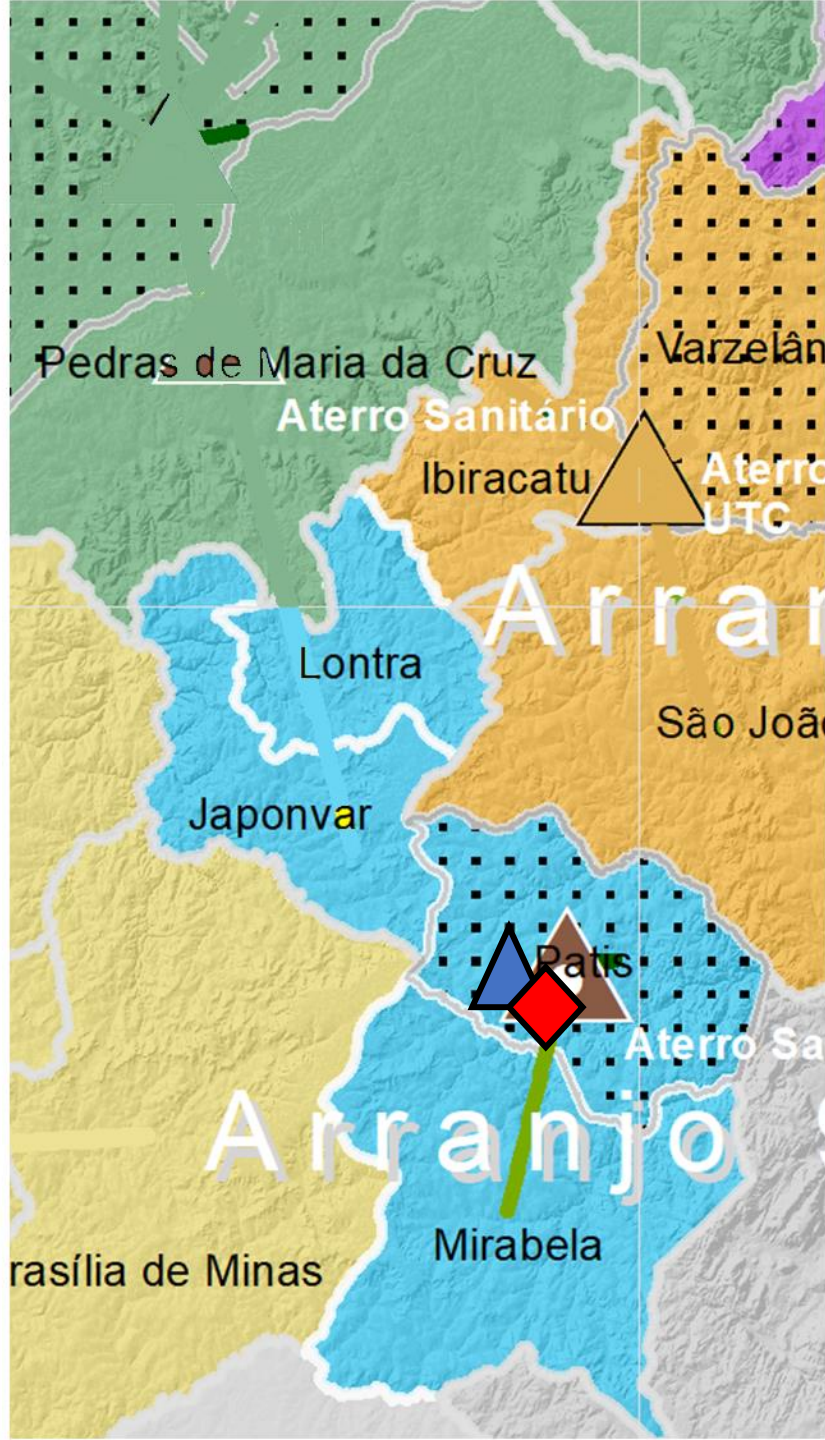 Pedras de Maria da Cruz
Varzelân
Aterro Sanitário
Ibiracatu
Aterro
UTC
Arran
Lontra
São João
Japonvar
Patis
Aterro Sa
Arranjo S
Mirabela
rasília de Minas